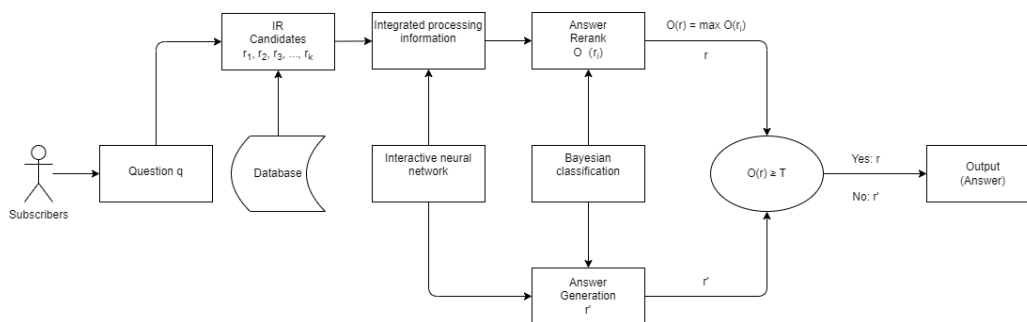 IR
Candidates
r1, r2, r3, ..., rk
Integrated processing
information
Answer
Rerank
O (ri)
O(r) = max O(ri)
r
Subscribers
Question q
Database
Interactive neural
network
Bayesian
classification
O(r) ≥ T
Yes: r
No: r'
Output
(Answer)
Answer
Generation
r'
r'